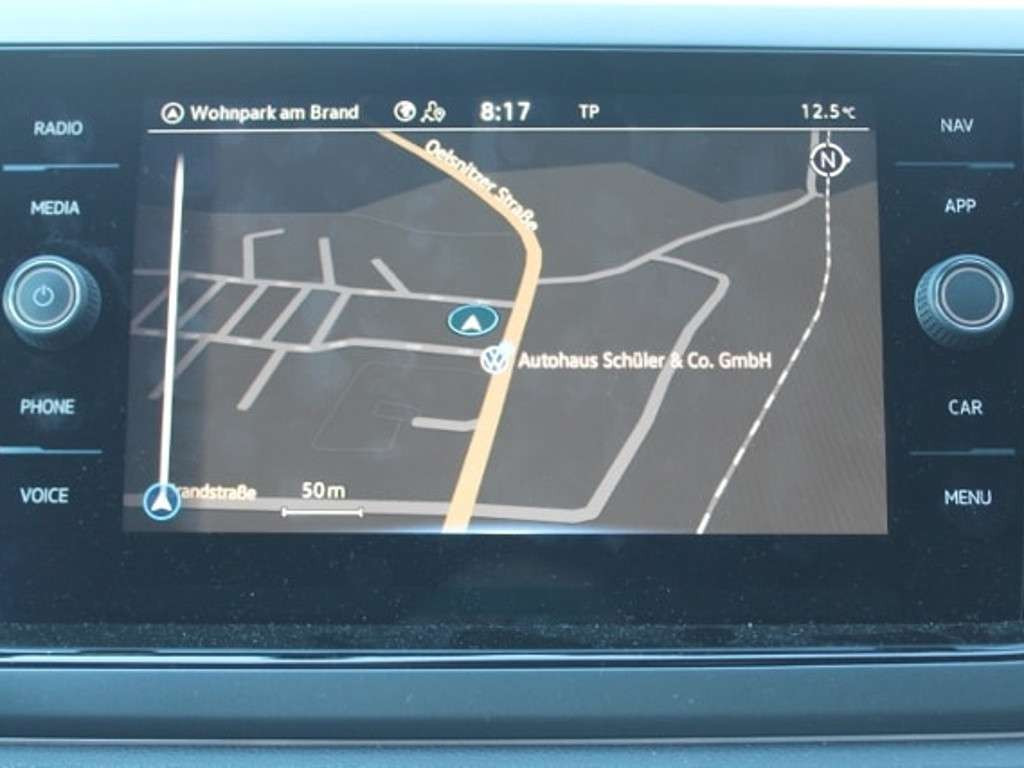 RADIO
MEDIA
PHONE
VOICE
Wohnpark am Brand
8:17
TP
12.5°C
N
Oelsnitzer Straße
Autohaus Schüler & Co. GmbH
randstraße
50 m
NAV
APP
CAR
MENU